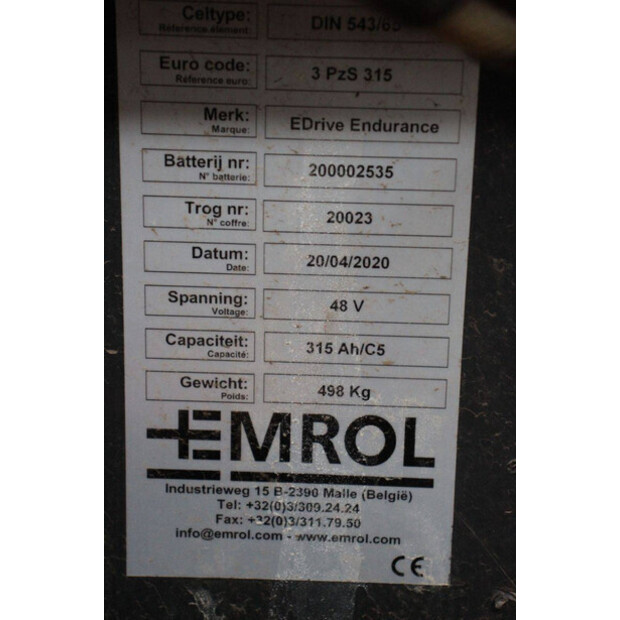 Celtype: DIN 543/65
Référence element:
Euro code: 3 PzS 315
Référence euro:
Merk: EDrive Endurance
Marque:
Batterij nr: 200002535
N° batterie:
Trog nr: 20023
N° coffre:
Datum: 20/04/2020
Date:
Spanning: 48 V
Voltage:
Capaciteit: 315 Ah/C5
Capacité:
Gewicht: 498 Kg
Poids:
EMROL
Industrieweg 15 B-2390 Malle (België)
Tel: +32(0)3/309.24.24
Fax: +32(0)3/311.79.50
info@emrol.com - www.emrol.com
CE